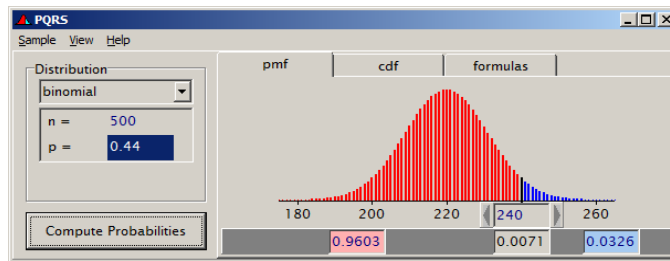 PQRS
Sample View Help
Distribution
binomial
n = 500
p = 0.44
Compute Probabilities
pmf cdf formulas
180 200 220 240 260
0.9603 0.0071 0.0326